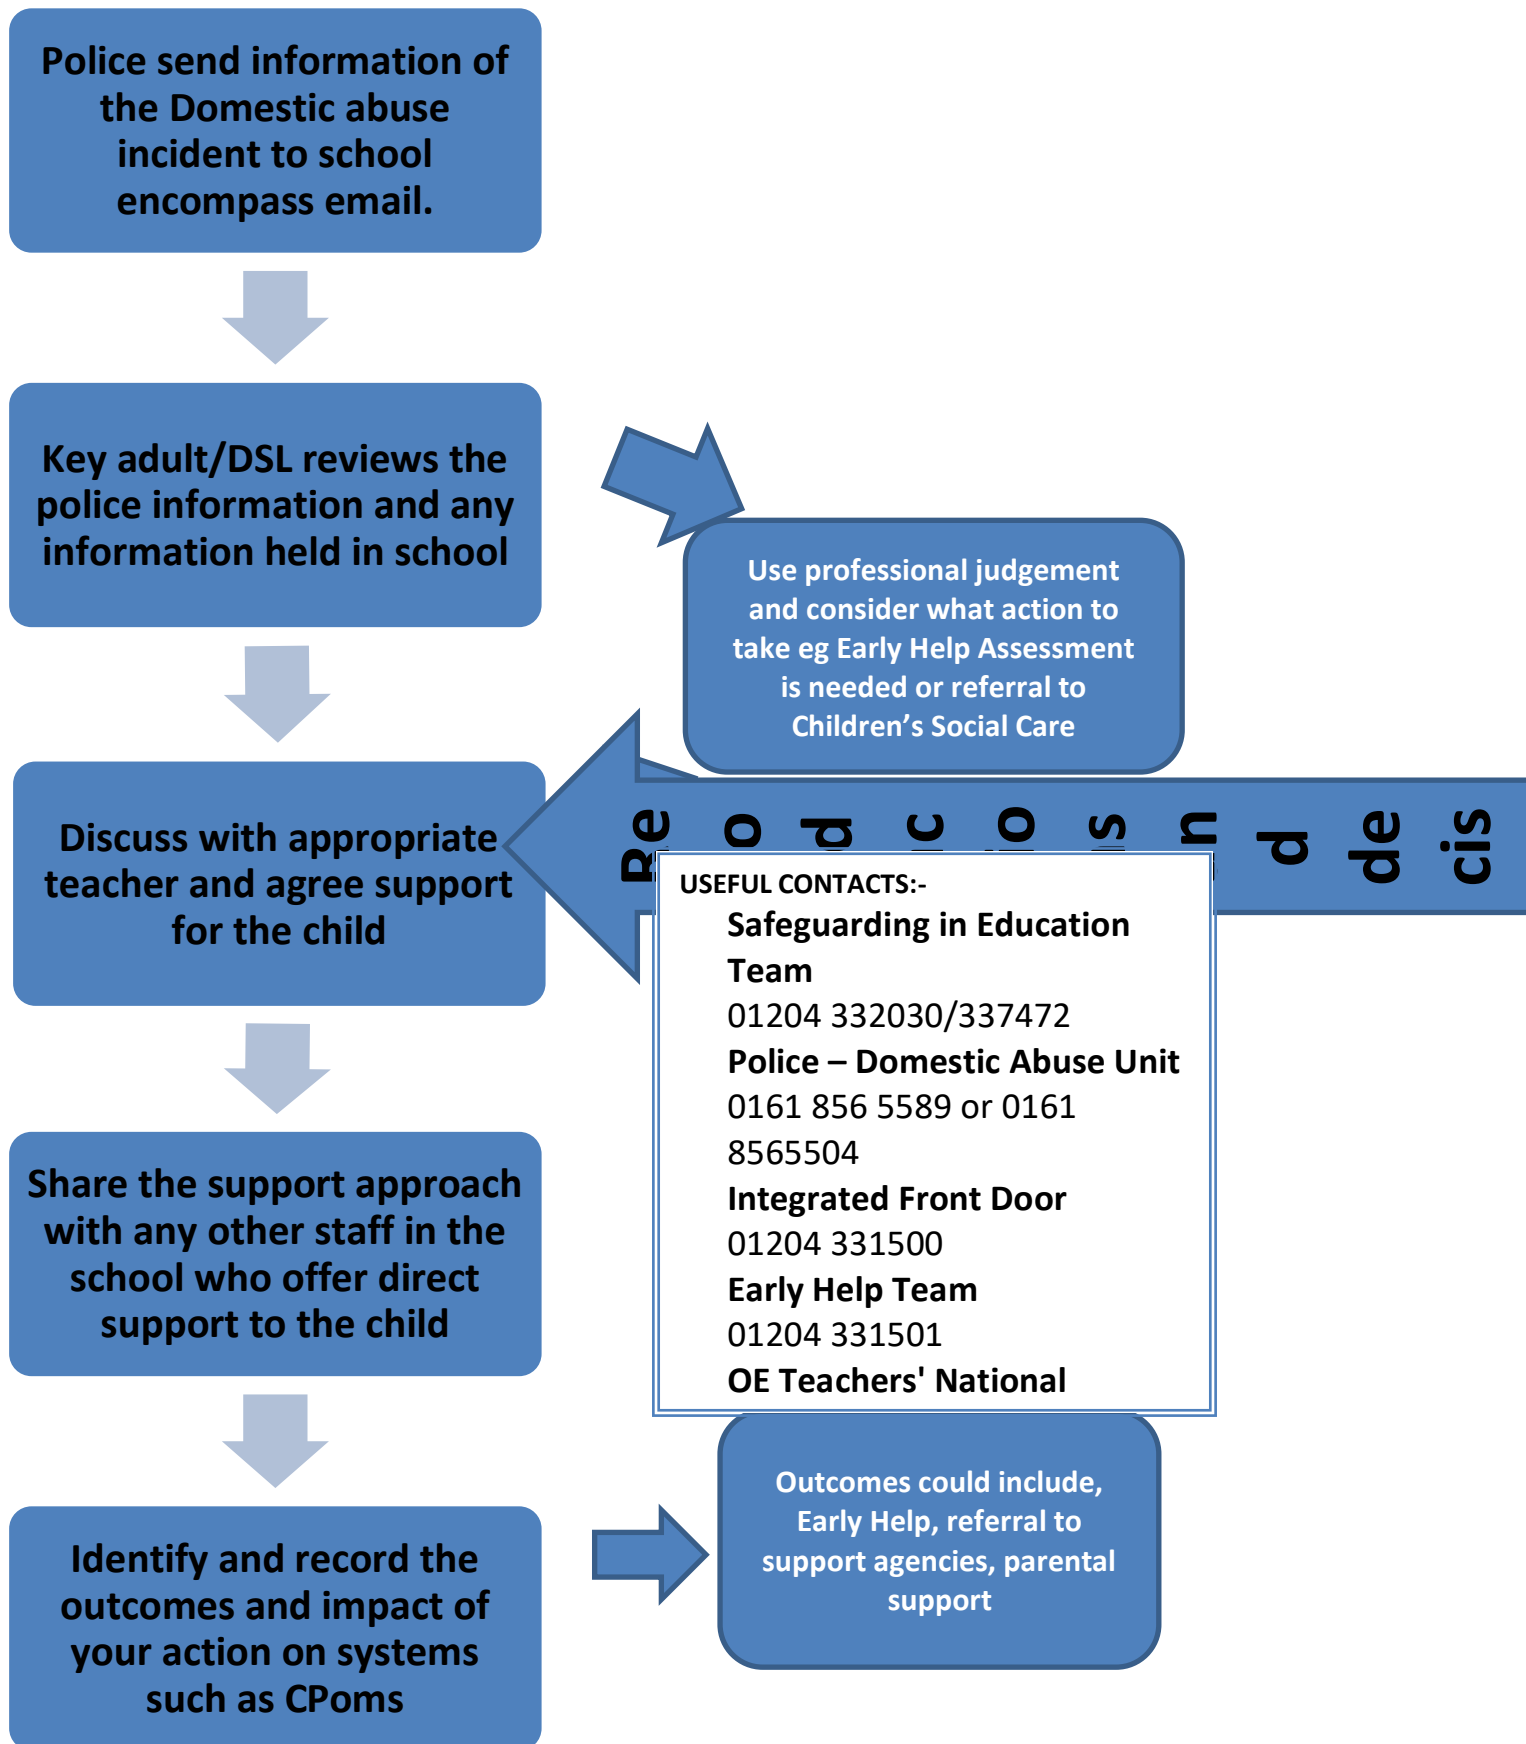 Police send information of
the Domestic abuse
incident to school
encompass email.
Key adult/DSL reviews the
police information and any
information held in school
Use professional judgement
and consider what action to
take eg Early Help Assessment
is needed or referral to
Children’s Social Care
Discuss with appropriate
teacher and agree support
for the child
Re
o
d
c
io
s
n
d
de
cis
USEFUL CONTACTS:-
Safeguarding in Education
Team
01204 332030/337472
Police – Domestic Abuse Unit
0161 856 5589 or 0161
8565504
Integrated Front Door
01204 331500
Early Help Team
01204 331501
OE Teachers' National
Share the support approach
with any other staff in the
school who offer direct
support to the child
Identify and record the
outcomes and impact of
your action on systems
such as CPoms
Outcomes could include,
Early Help, referral to
support agencies, parental
support